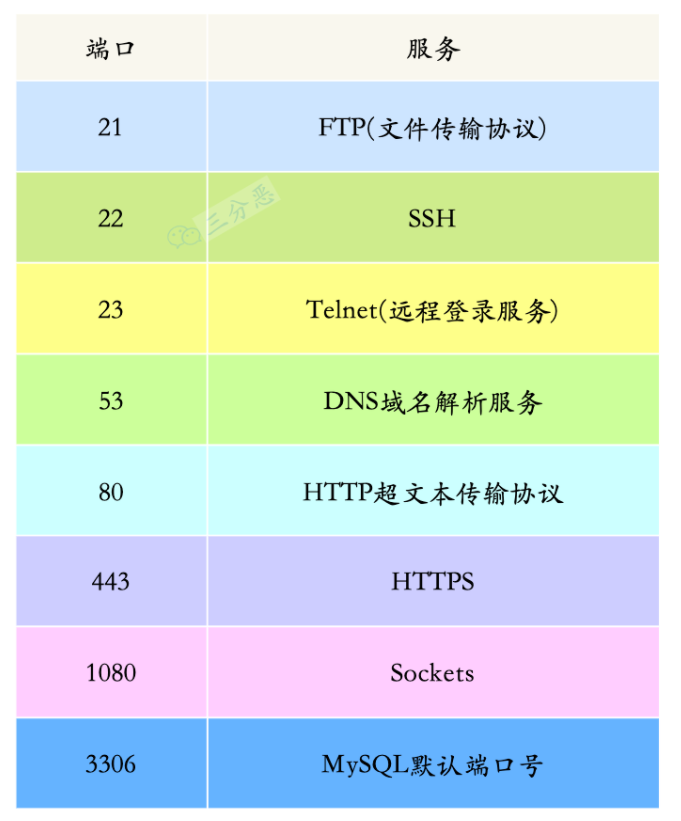 端口 服务
21 FTP(文件传输协议)
22 SSH
三分恶
23 Telnet(远程登录服务)
53 DNS域名解析服务
80 HTTP超文本传输协议
443 HTTPS
1080 Sockets
3306 MySQL默认端口号